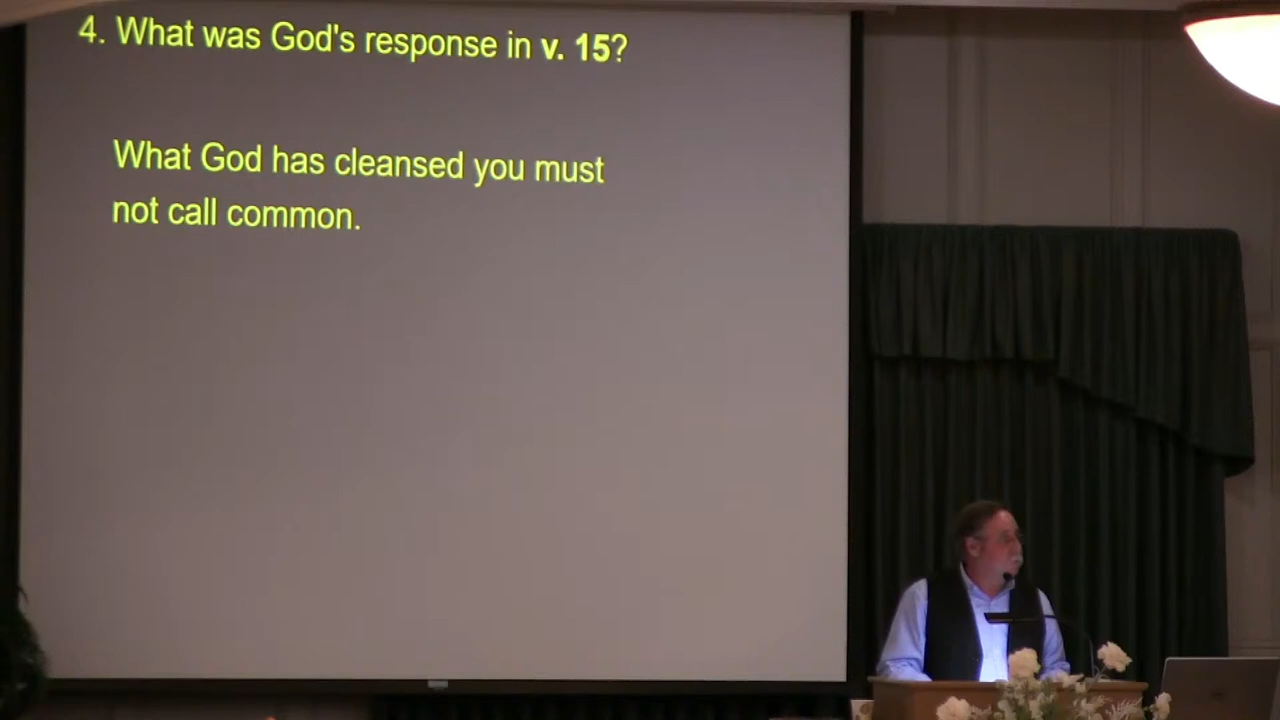 4. What was God's response in v. 15?
What God has cleansed you must
not call common.